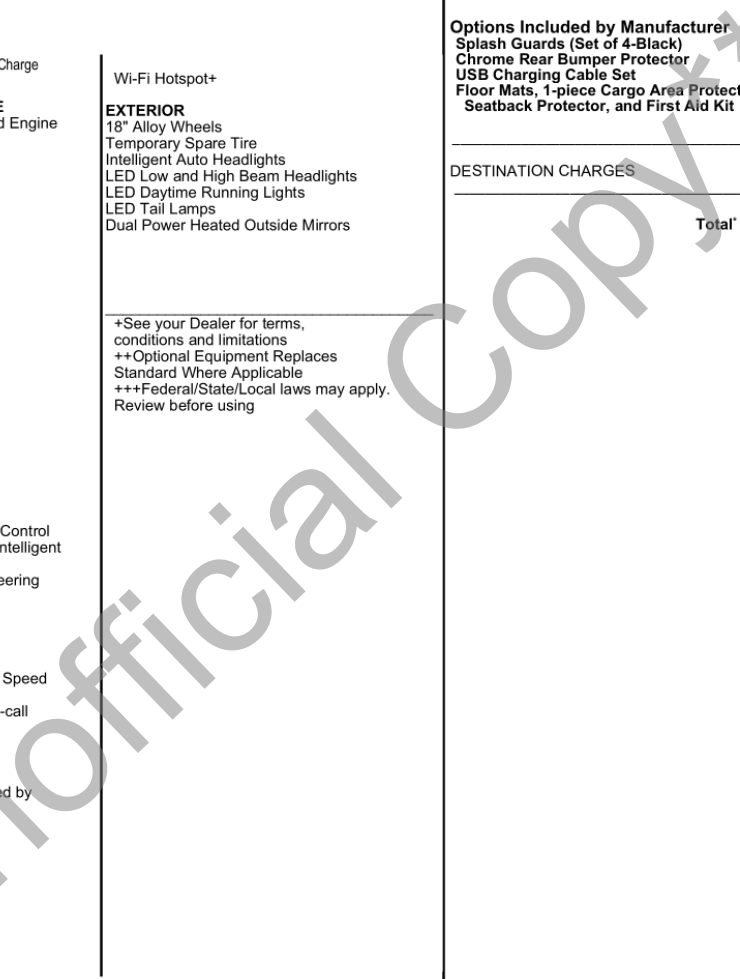 Charge
d Engine
Control
ntelligent
eering
Speed
-call
ed by
Wi-Fi Hotspot+
EXTERIOR
18" Alloy Wheels
Temporary Spare Tire
Intelligent Auto Headlights
LED Low and High Beam Headlights
LED Daytime Running Lights
LED Tail Lamps
Dual Power Heated Outside Mirrors
+See your Dealer for terms,
conditions and limitations
++Optional Equipment Replaces
Standard Where Applicable
+++Federal/State/Local laws may apply.
Review before using
Options Included by Manufacturer
Splash Guards (Set of 4-Black)
Chrome Rear Bumper Protector
USB Charging Cable Set
Floor Mats, 1-piece Cargo Area Protect
Seatback Protector, and First Aid Kit
DESTINATION CHARGES
Total*
nofficial Copy**